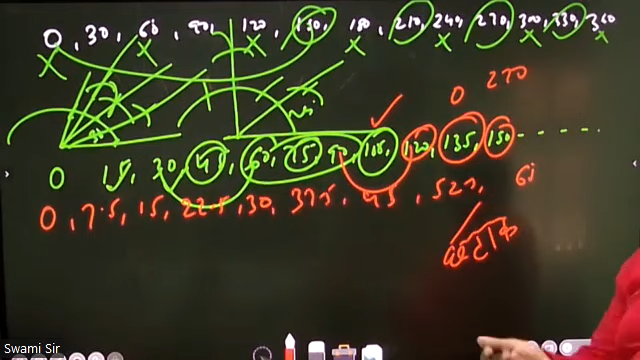 0, 30, 60, 90, 120, 150, 180, 210, 240, 270, 300, 330, 360
0 270
0 15, 30, 45, 60, 75, 90, 105, 120, 135, 150 - - - - -
0, 7.5, 15, 22.5, 30, 37.5, 45, 52.5, 60
Swami Sir